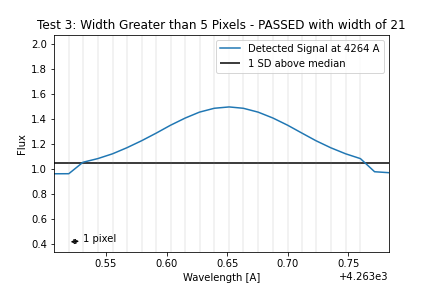 Test 3: Width Greater than 5 Pixels - PASSED with width of 21
Detected Signal at 4264 A
1 SD above median
2.0
1.8
1.6
1.4
1.2
1.0
0.8
0.6
0.4
Flux
1 pixel
0.55 0.60 0.65 0.70 0.75
Wavelength [A]
+4.263e3